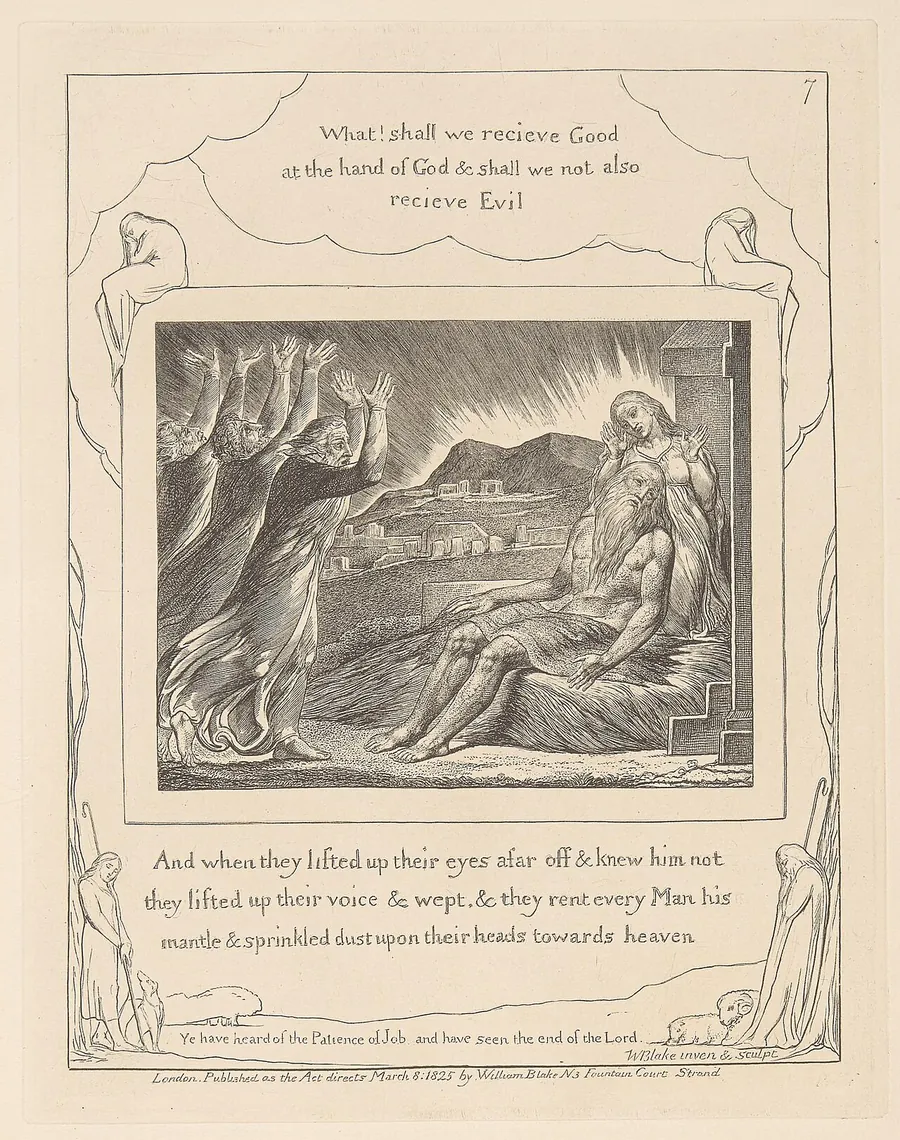 7
What! shall we recieve Good
at the hand of God & shall we not also
recieve Evil
And when they lifted up their eyes afar off & knew him not
they lifted up their voice & wept, & they rent every Man his
mantle & sprinkled dust upon their heads towards heaven
Ye have heard of the Patience of Job and have seen the end of the Lord.
WBlake inven & sculpt
London. Published as the Act directs March 8: 1825 by William Blake N3 Fountain Court Strand